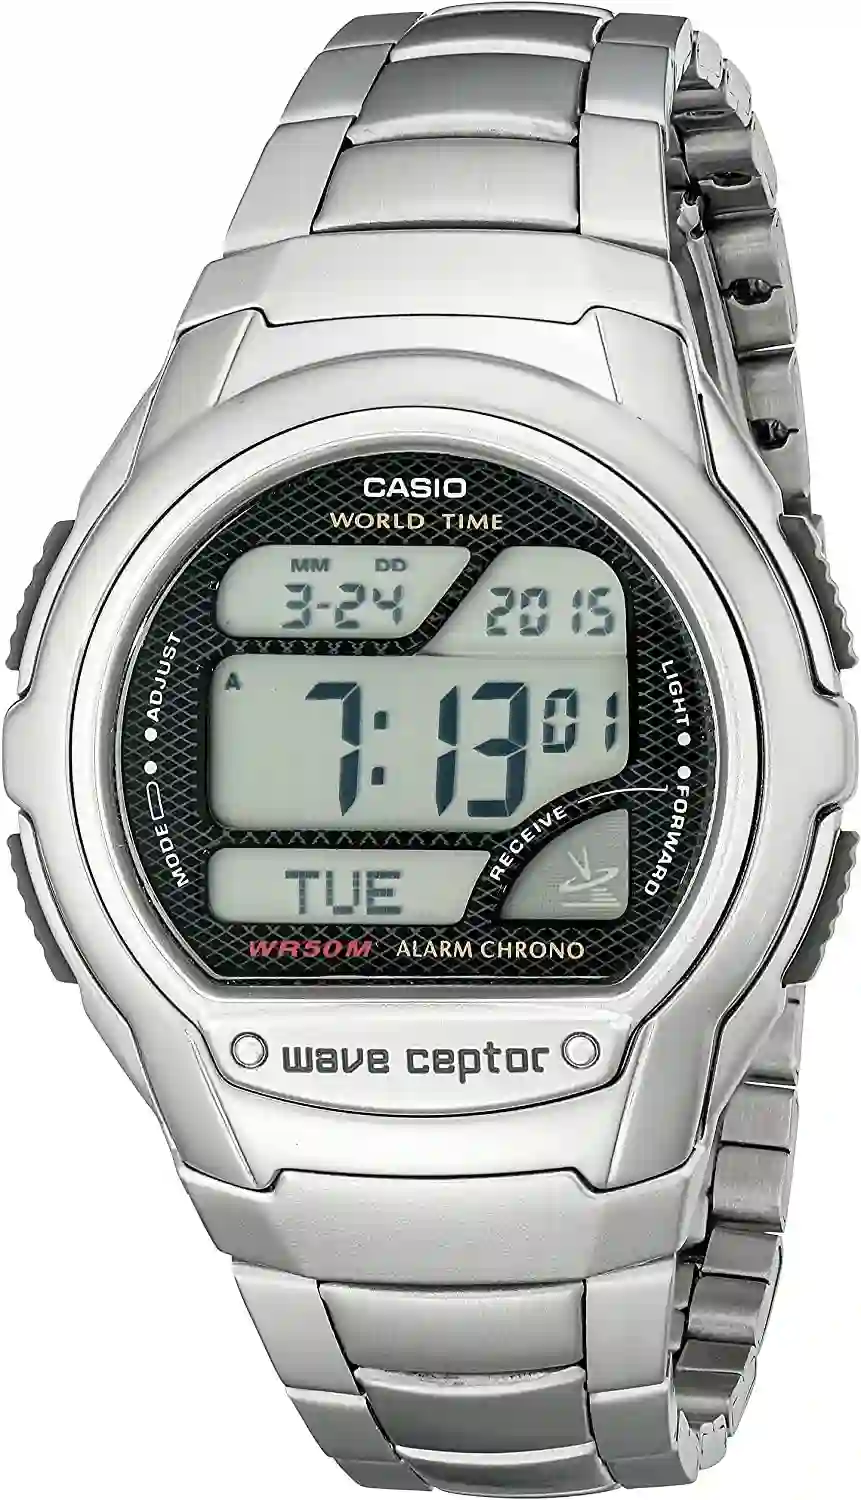 CASIO
WORLD TIME
MM DD
3-24 2015
A
7:13 01
ADJUST
LIGHT
MODE
RECEIVE
FORWARD
TUE
WR50M ALARM CHRONO
wave ceptor